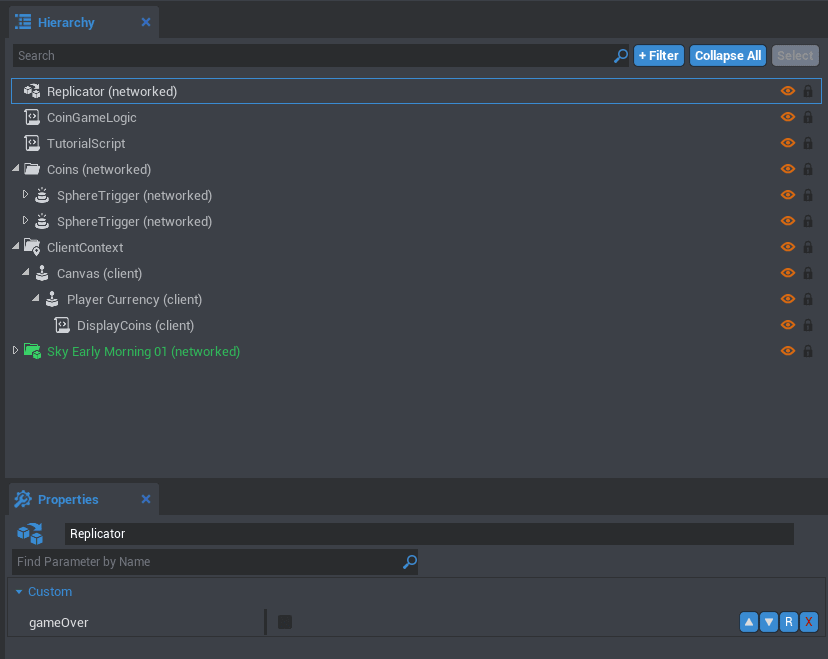 Hierarchy
Search
+ Filter
Collapse All
Select
Replicator (networked)
CoinGameLogic
TutorialScript
Coins (networked)
SphereTrigger (networked)
SphereTrigger (networked)
ClientContext
Canvas (client)
Player Currency (client)
DisplayCoins (client)
Sky Early Morning 01 (networked)
Properties
Replicator
Find Parameter by Name
Custom
gameOver
R
X